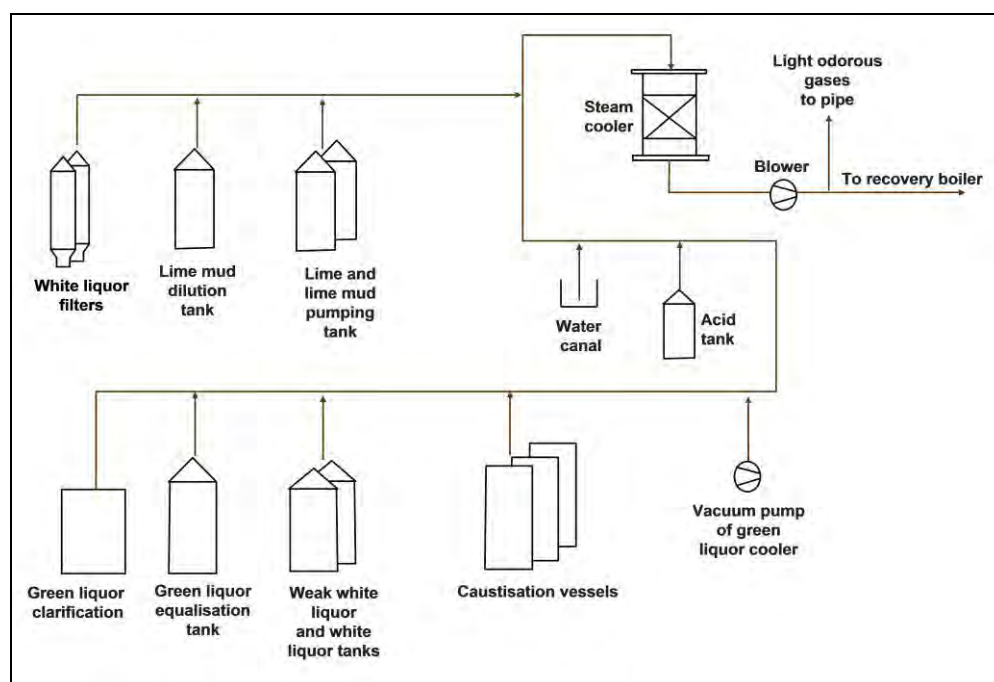 Light odorous
gases
to pipe
Steam
cooler
Blower
To recovery boiler
White liquor
filters
Lime mud
dilution
tank
Lime and
lime mud
pumping
tank
Water
canal
Acid
tank
Green liquor
clarification
Green liquor
equalisation
tank
Weak white
liquor
and white
liquor tanks
Caustisation vessels
Vacuum pump
of green
liquor cooler